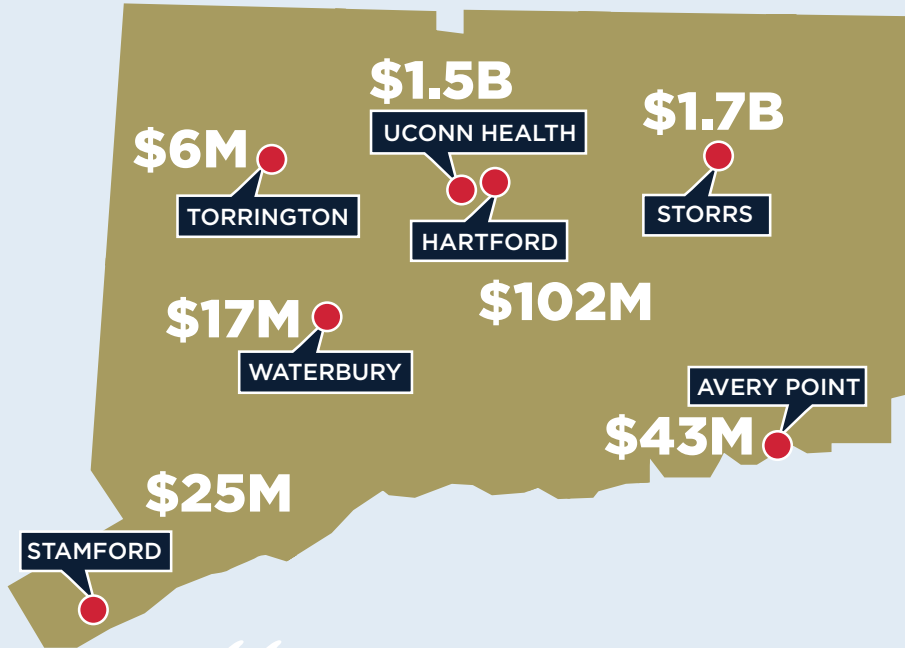 $1.5B
UCONN HEALTH
$1.7B
$6M
TORRINGTON
STORRS
HARTFORD
$102M
$17M
WATERBURY
AVERY POINT
$43M
$25M
STAMFORD